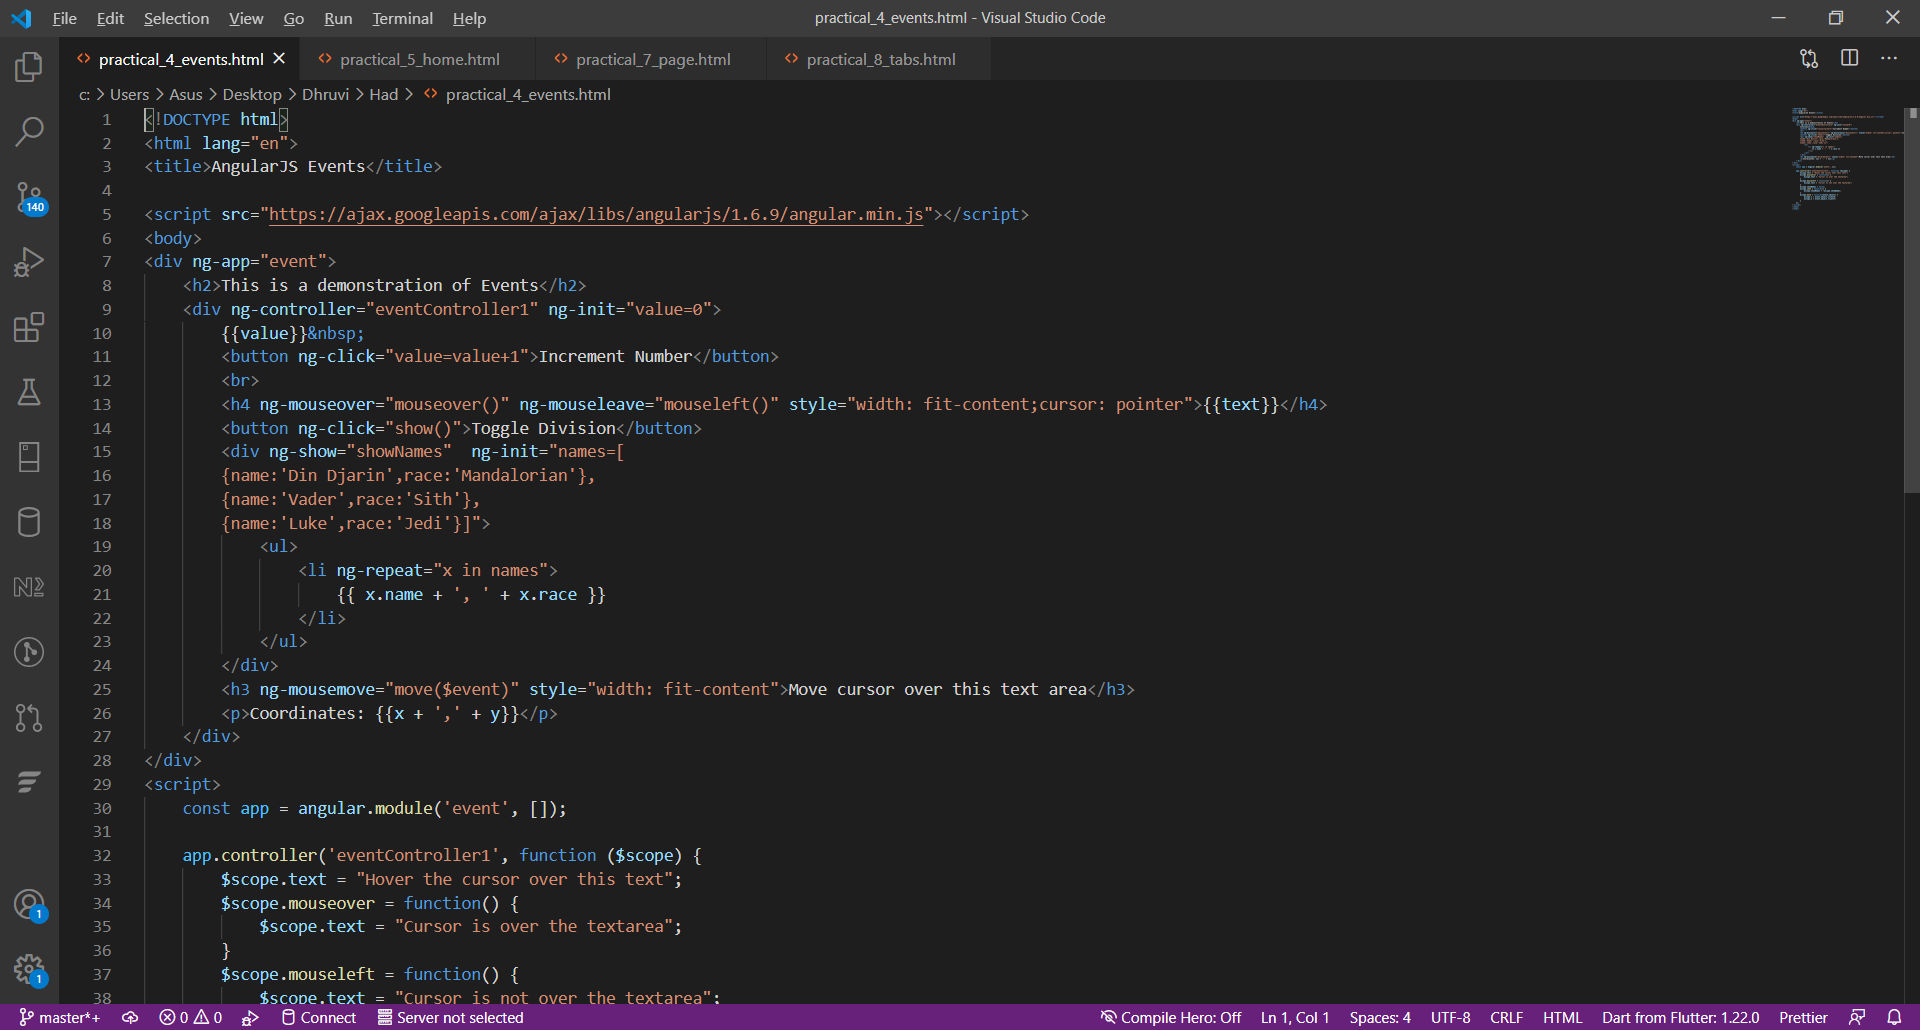 File Edit Selection View Go Run Terminal Help practical_4_events.html - Visual Studio Code
practical_4_events.html practical_5_home.html practical_7_page.html practical_8_tabs.html
c: > Users > Asus > Desktop > Dhruvi > Had > practical_4_events.html
1 <!DOCTYPE html>
2 <html lang="en">
3 <title>AngularJS Events</title>
4
5 <script src="https://ajax.googleapis.com/ajax/libs/angularjs/1.6.9/angular.min.js"></script>
6 <body>
7 <div ng-app="event">
8 <h2>This is a demonstration of Events</h2>
9 <div ng-controller="eventController1" ng-init="value=0">
10 {{value}}&nbsp;
11 <button ng-click="value=value+1">Increment Number</button>
12 <br>
13 <h4 ng-mouseover="mouseover()" ng-mouseleave="mouseleft()" style="width: fit-content;cursor: pointer">{{text}}</h4>
14 <button ng-click="show()">Toggle Division</button>
15 <div ng-show="showNames"  ng-init="names=[
16 {name:'Din Djarin',race:'Mandalorian'},
17 {name:'Vader',race:'Sith'},
18 {name:'Luke',race:'Jedi'}]">
19 <ul>
20 <li ng-repeat="x in names">
21 {{ x.name + ', ' + x.race }}
22 </li>
23 </ul>
24 </div>
25 <h3 ng-mousemove="move($event)" style="width: fit-content">Move cursor over this text area</h3>
26 <p>Coordinates: {{x + ',' + y}}</p>
27 </div>
28 </div>
29 <script>
30 const app = angular.module('event', []);
31
32 app.controller('eventController1', function ($scope) {
33 $scope.text = "Hover the cursor over this text";
34 $scope.mouseover = function() {
35 $scope.text = "Cursor is over the textarea";
36 }
37 $scope.mouseleft = function() {
38 $scope.text = "Cursor is not over the textarea";
140
1
1
master*+ 0 0 Connect Server not selected Compile Hero: Off Ln 1, Col 1 Spaces: 4 UTF-8 CRLF HTML Dart from Flutter: 1.22.0 Prettier